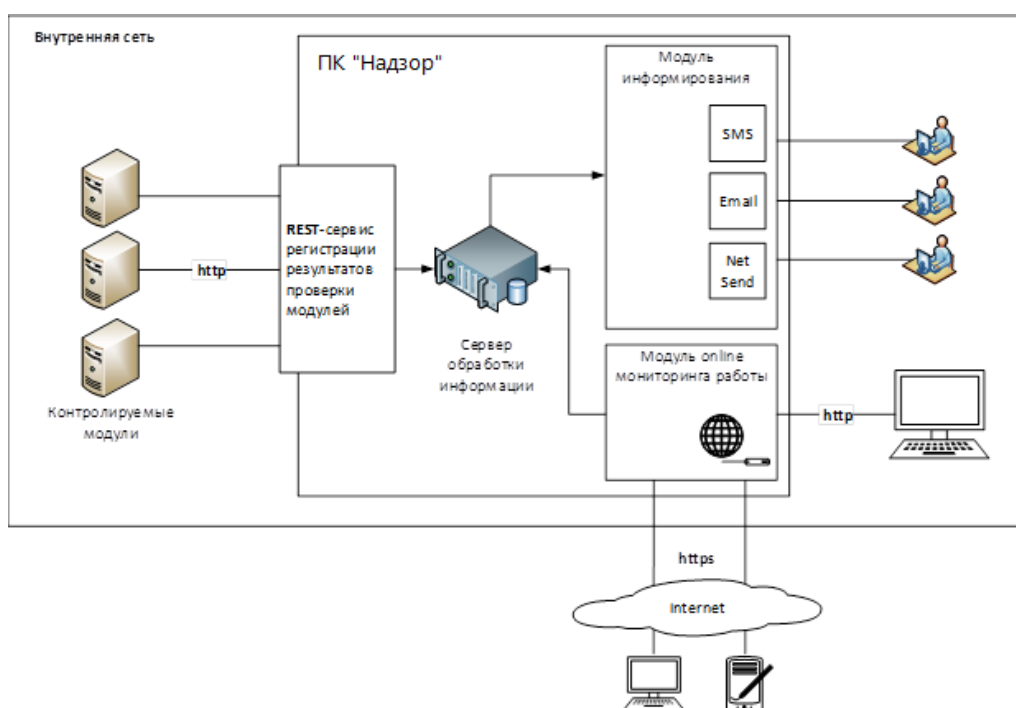 Внутренняя сеть
ПК "Надзор"
Модуль
информирования
SMS
Email
Net
Send
REST-сервис
регистрации
результатов
проверки
модулей
http
Сервер
обработки
информации
Контролируемые
модули
Модуль online
мониторинга работы
http
https
Internet